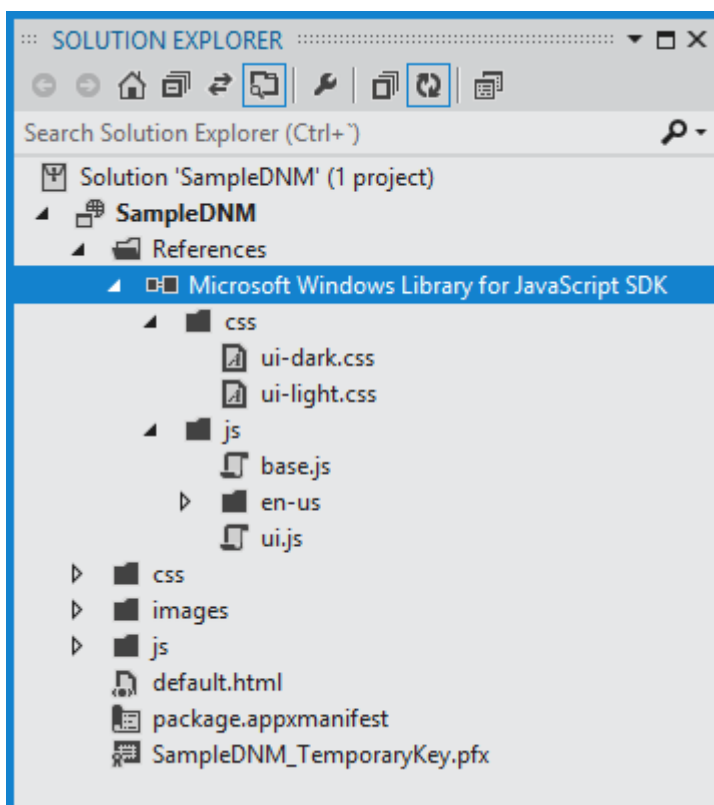 SOLUTION EXPLORER
Search Solution Explorer (Ctrl+`)
Solution 'SampleDNM' (1 project)
SampleDNM
References
Microsoft Windows Library for JavaScript SDK
css
ui-dark.css
ui-light.css
js
base.js
en-us
ui.js
css
images
js
default.html
package.appxmanifest
SampleDNM_TemporaryKey.pfx